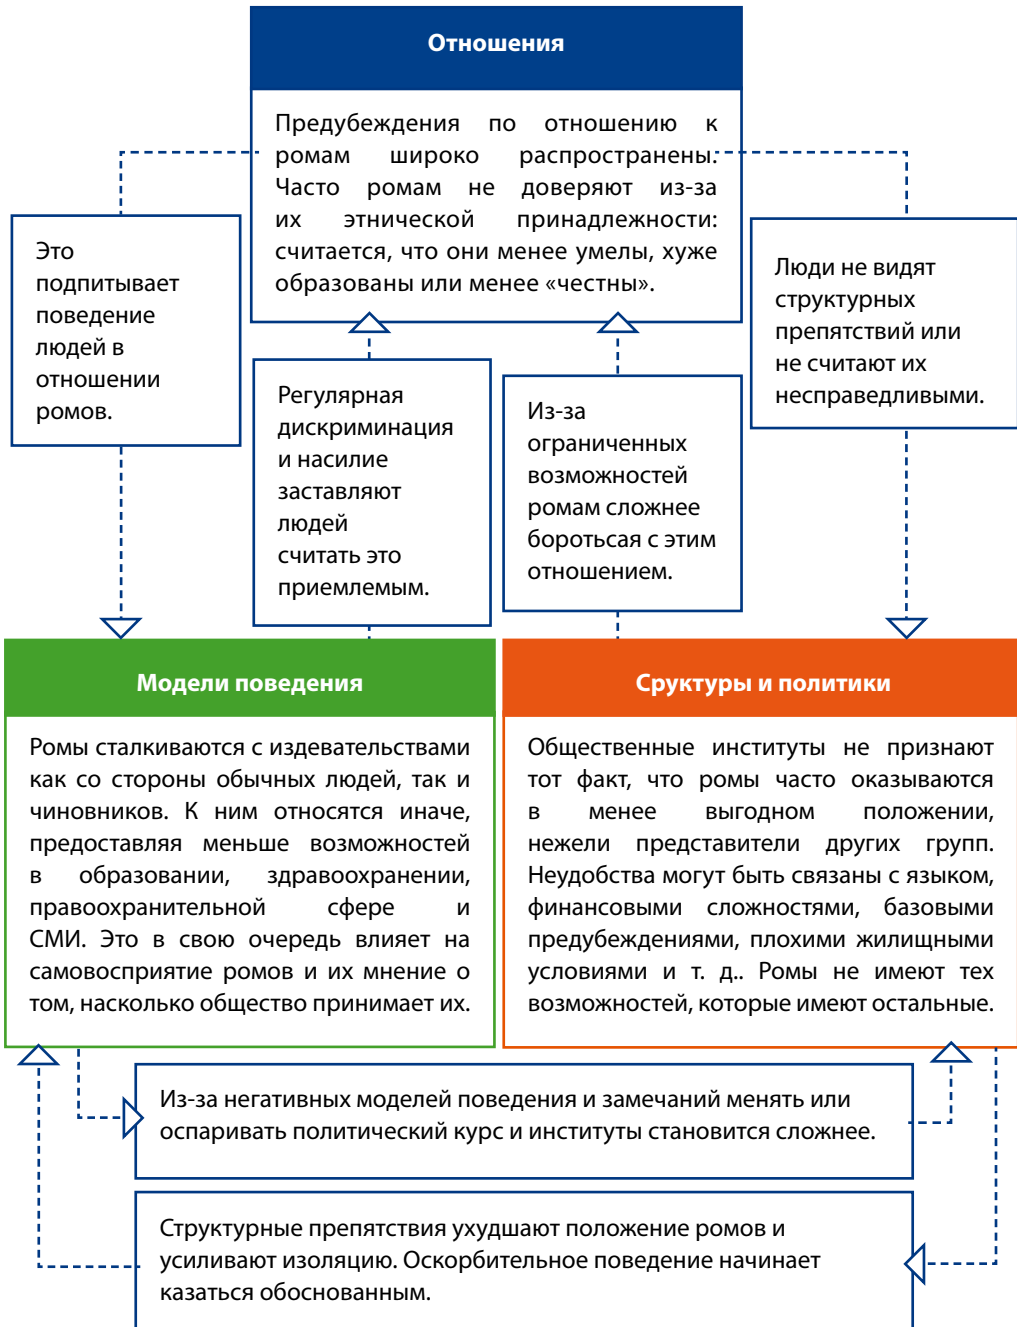 Отношения
Предубеждения по отношению к
ромам широко распространены.
Часто ромам не доверяют из-за
их этнической принадлежности:
считается, что они менее умелы, хуже
образованы или менее «честны».
Это
подпитывает
поведение
людей в
отношении
ромов.
Регулярная
дискриминация
и насилие
заставляют
людей
считать это
приемлемым.
Из-за
ограниченных
возможностей
ромам сложнее
боротьсая с этим
отношением.
Люди не видят
структурных
препятствий или
не считают их
несправедливыми.
Модели поведения
Ромы сталкиваются с издевательствами
как со стороны обычных людей, так и
чиновников. К ним относятся иначе,
предоставляя меньше возможностей
в образовании, здравоохранении,
правоохранительной сфере и
СМИ. Это в свою очередь влияет на
самовосприятие ромов и их мнение о
том, насколько общество принимает их.
Сруктуры и политики
Общественные институты не признают
тот факт, что ромы часто оказываются
в менее выгодном положении,
нежели представители других групп.
Неудобства могут быть связаны с языком,
финансовыми сложностями, базовыми
предубеждениями, плохими жилищными
условиями и т. д.. Ромы не имеют тех
возможностей, которые имеют остальные.
Из-за негативных моделей поведения и замечаний менять или
оспаривать политический курс и институты становится сложнее.
Структурные препятствия ухудшают положение ромов и
усиливают изоляцию. Оскорбительное поведение начинает
казаться обоснованным.